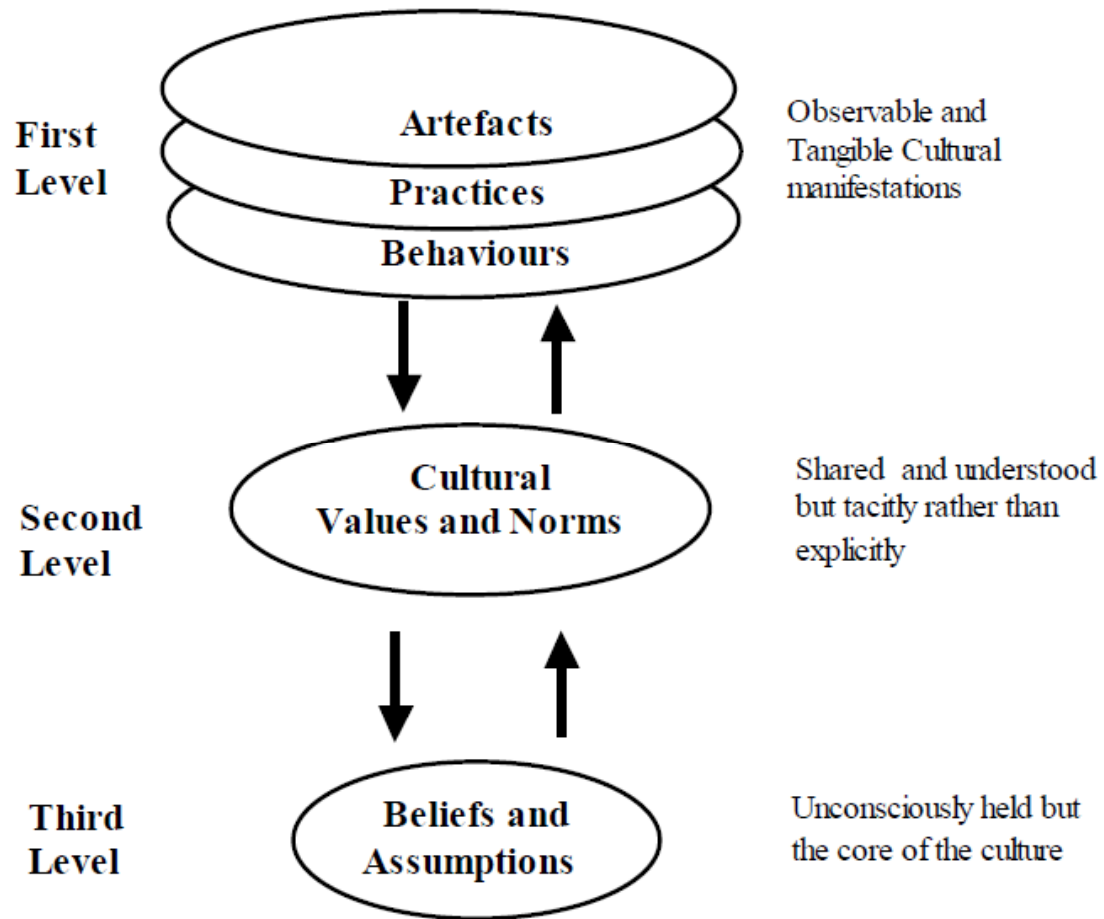 First
Level
Artefacts
Practices
Behaviours
Observable and
Tangible Cultural
manifestations
Second
Level
Cultural
Values and Norms
Shared and understood
but tacitly rather than
explicitly
Third
Level
Beliefs and
Assumptions
Unconsciously held but
the core of the culture